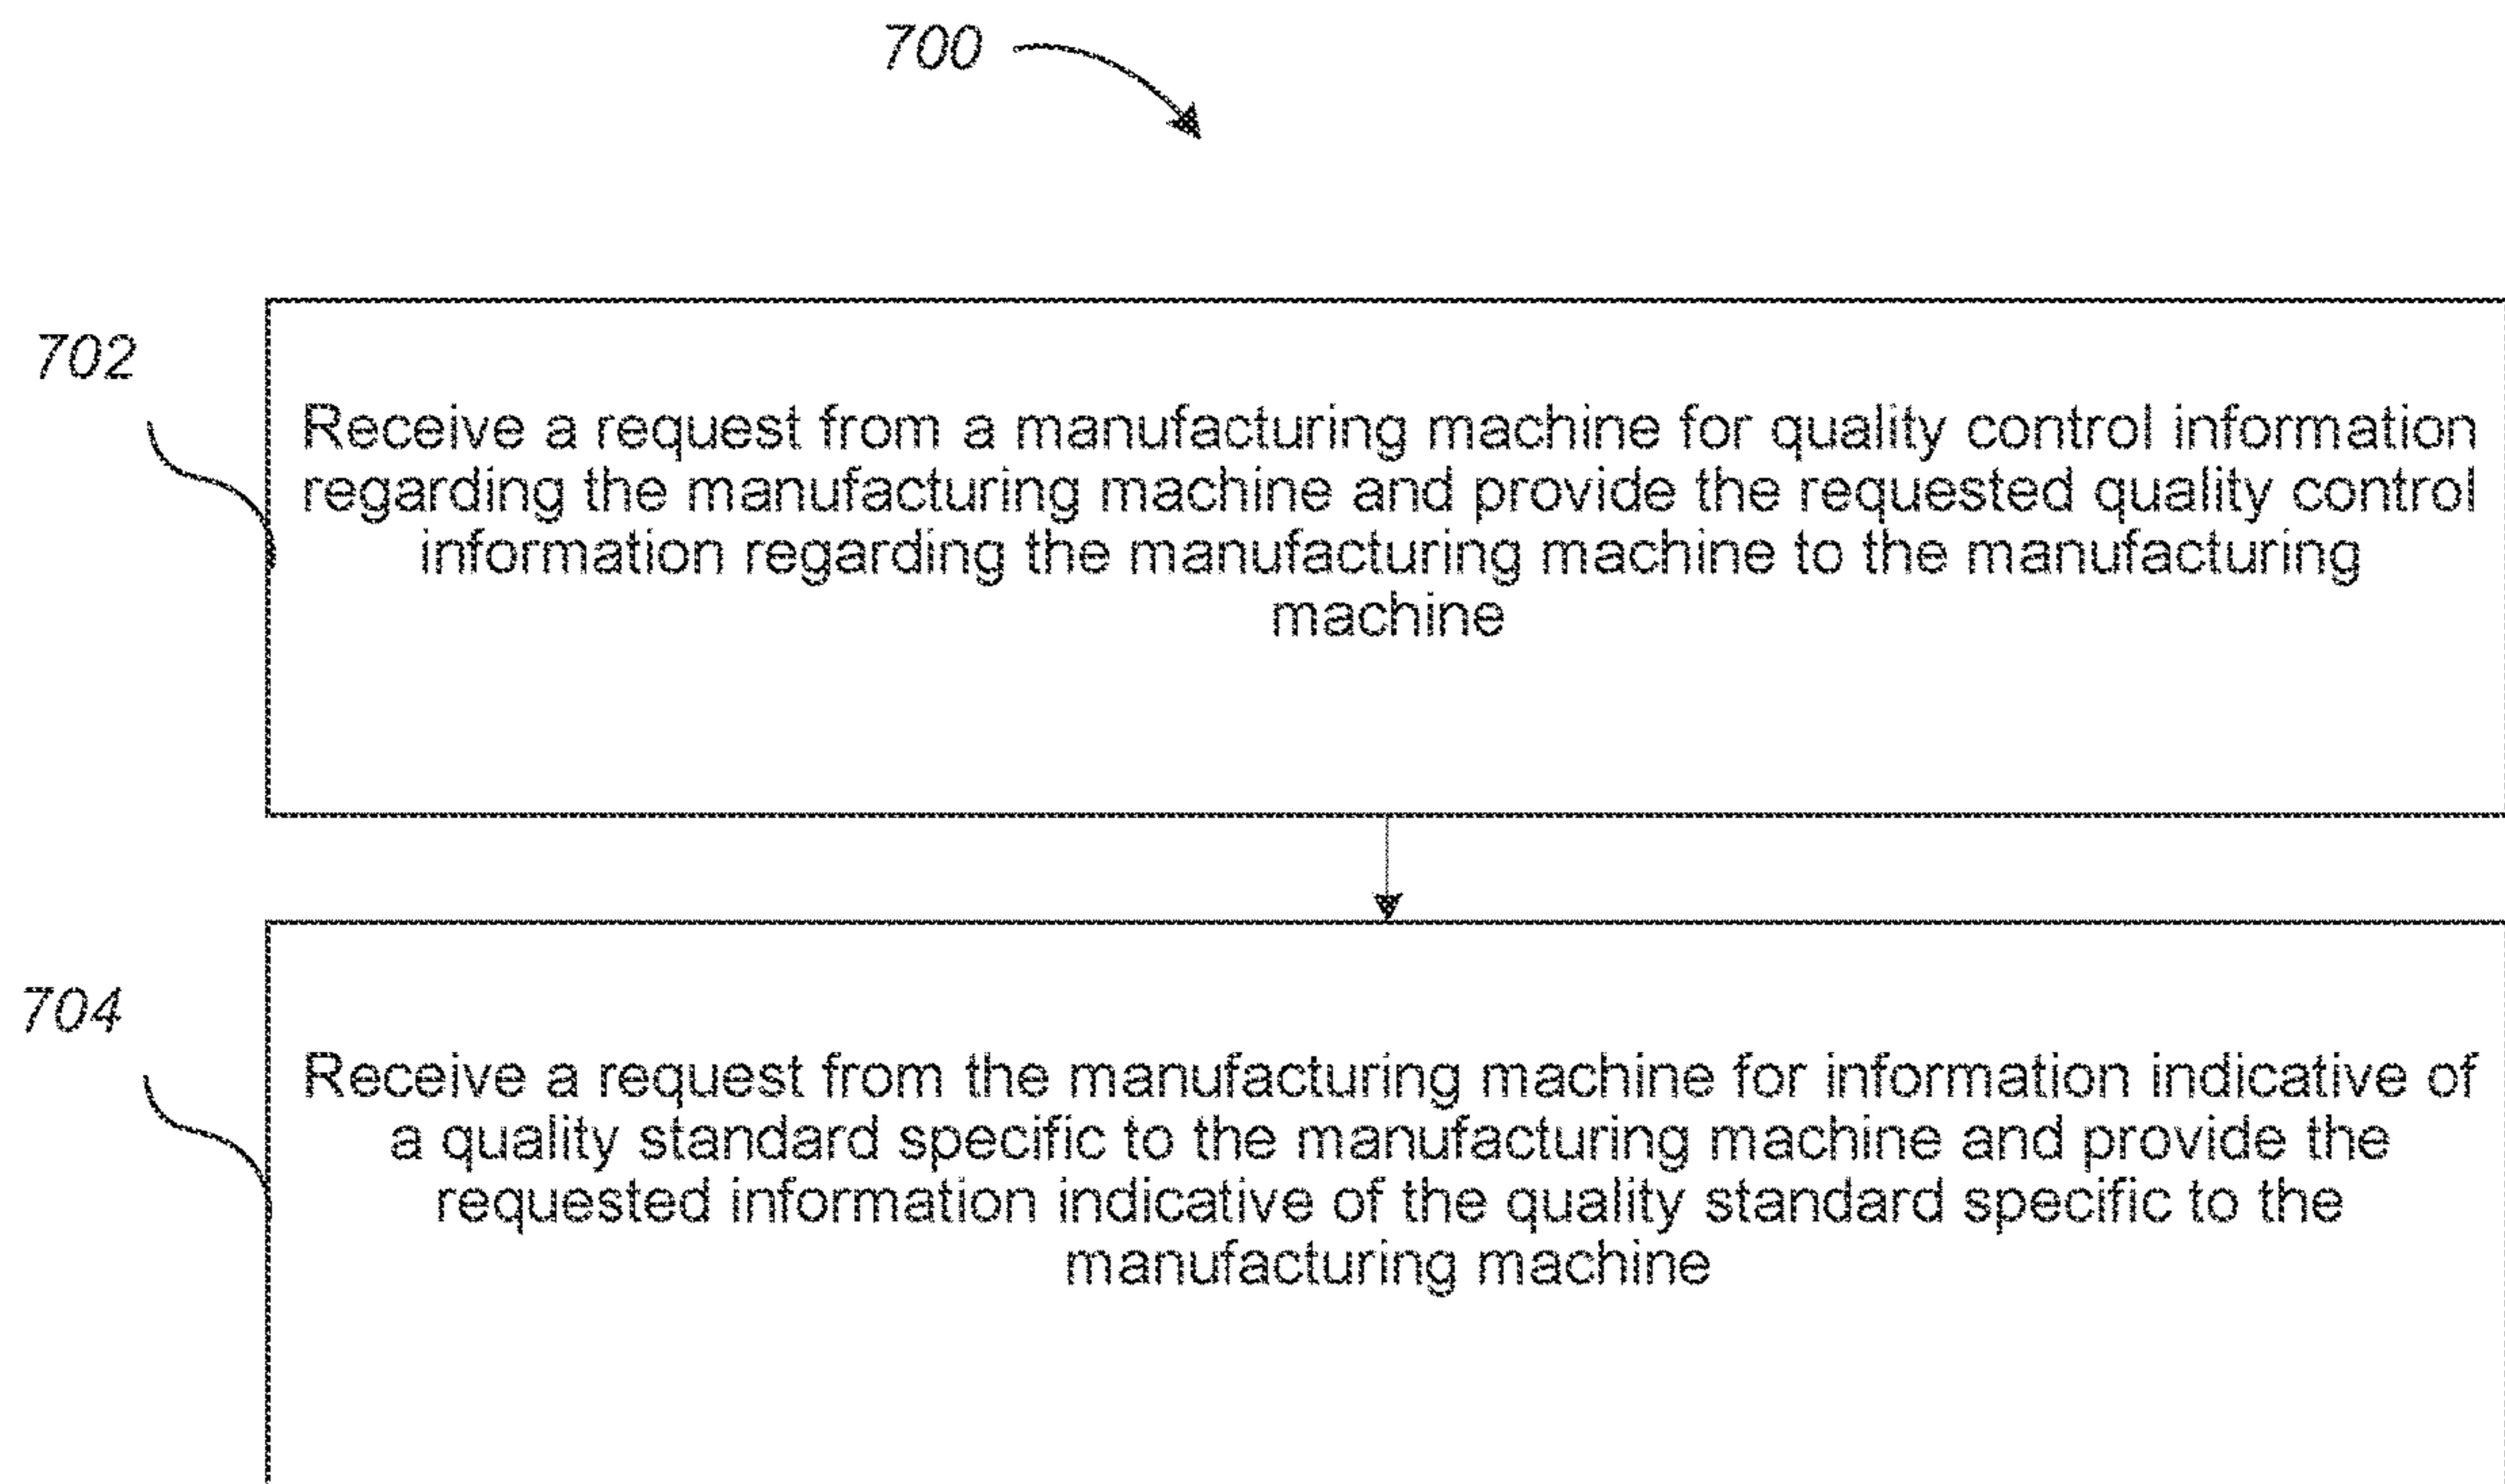 700
702
Receive a request from a manufacturing machine for quality control information
regarding the manufacturing machine and provide the requested quality control
information regarding the manufacturing machine to the manufacturing
machine
704
Receive a request from the manufacturing machine for information indicative of
a quality standard specific to the manufacturing machine and provide the
requested information indicative of the quality standard specific to the
manufacturing machine